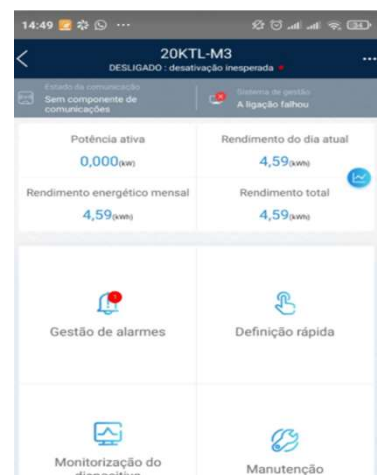 14:49
20KTL-M3
DESLIGADO : desativação inesperada
Estado da comunicação
Sem componente de
comunicações
Sistema de gestão
A ligação falhou
Potência ativa
0,000(kW)
Rendimento do dia atual
4,59(kWh)
Rendimento energético mensal
4,59(kWh)
Rendimento total
4,59(kWh)
Gestão de alarmes
Definição rápida
Monitorização do
dispositivo
Manutenção